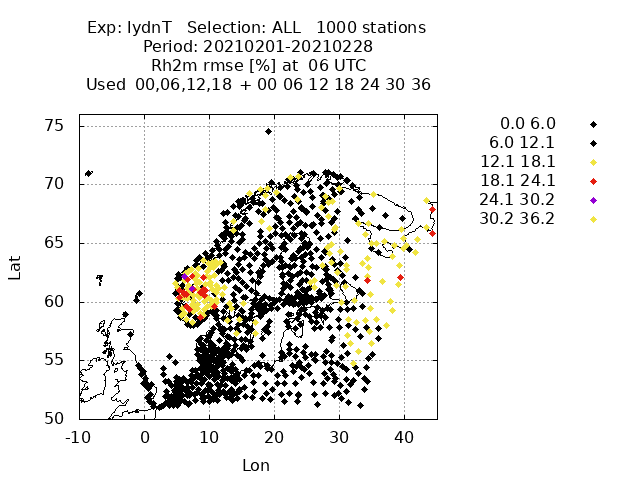 Exp: IydnT   Selection: ALL   1000 stations
Period: 20210201-20210228
Rh2m rmse [%] at  06 UTC
Used  00,06,12,18  + 00 06 12 18 24 30 36
0.0 6.0
6.0 12.1
12.1 18.1
18.1 24.1
24.1 30.2
30.2 36.2
75
70
65
60
55
50
Lat
-10 0 10 20 30 40
Lon